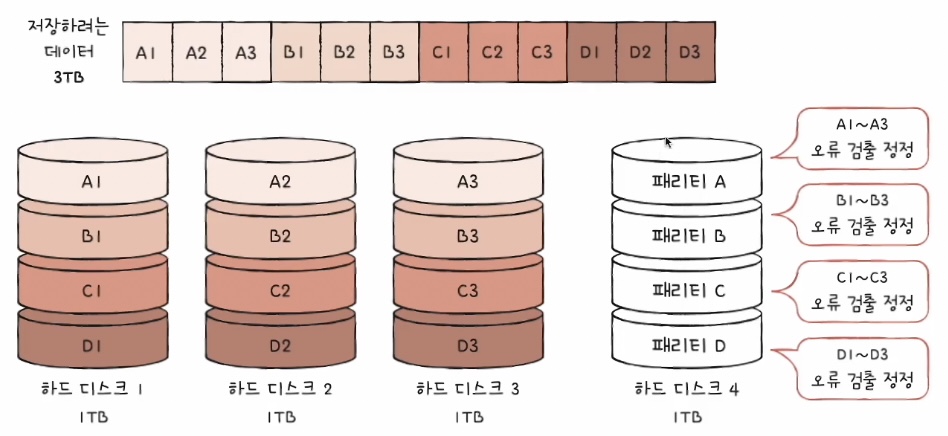 저장하려는
데이터
3TB
A1 A2 A3 B1 B2 B3 C1 C2 C3 D1 D2 D3
A1 A2 A3 패리티 A
B1 B2 B3 패리티 B
C1 C2 C3 패리티 C
D1 D2 D3 패리티 D
하드 디스크 1 하드 디스크 2 하드 디스크 3 하드 디스크 4
1TB 1TB 1TB 1TB
A1~A3
오류 검출 정정
B1~B3
오류 검출 정정
C1~C3
오류 검출 정정
D1~D3
오류 검출 정정